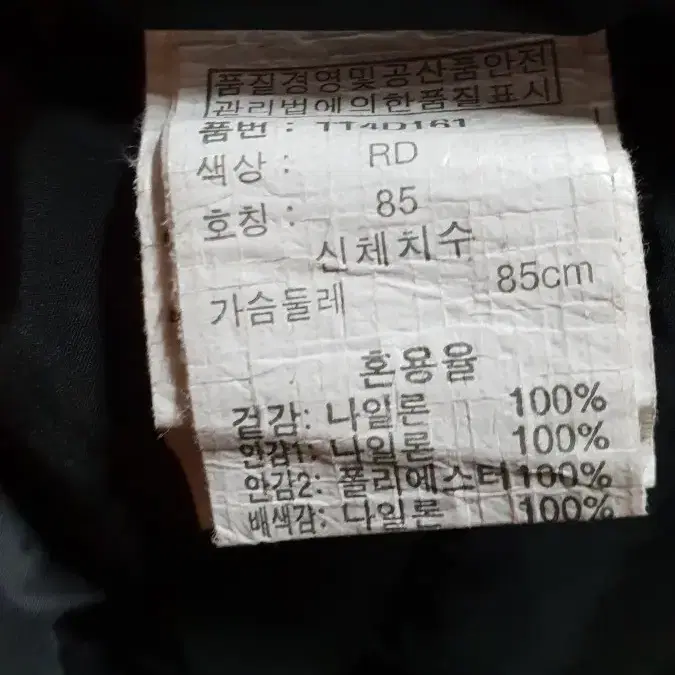 품질경영및공산품안전
관리법에의한품질표시
품번 :
색상 : RD
호칭 : 85
신체치수
가슴둘레 85cm
혼용율
겉감: 나일론 100%
안감1: 나일론 100%
안감2: 폴리에스터100%
배색감: 나일론 100%